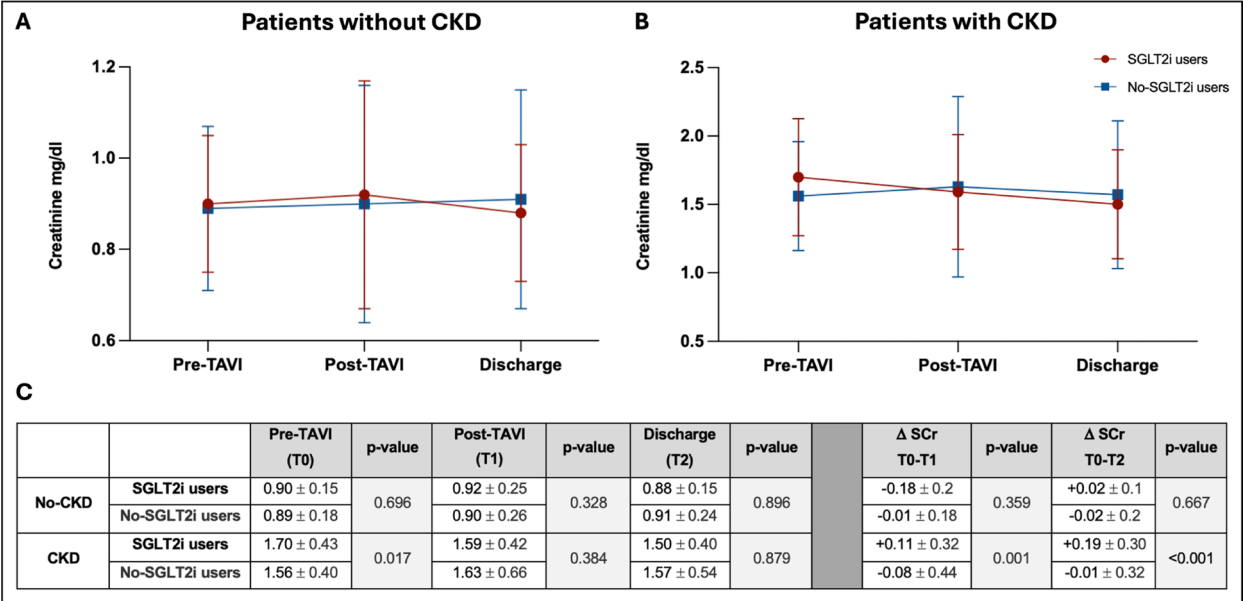 A
Patients without CKD
B
Patients with CKD
SGLT2i users
No-SGLT2i users
Creatinine mg/dl
1.2
1.0
0.8
0.6
Pre-TAVI
Post-TAVI
Discharge
Creatinine mg/dl
2.5
2.0
1.5
1.0
0.5
Pre-TAVI
Post-TAVI
Discharge
C
Pre-TAVI (T0) p-value Post-TAVI (T1) p-value Discharge (T2) p-value Δ SCr T0-T1 p-value Δ SCr T0-T2 p-value
No-CKD
SGLT2i users 0.90 ± 0.15 0.696 0.92 ± 0.25 0.328 0.88 ± 0.15 0.896 -0.18 ± 0.2 0.359 +0.02 ± 0.1 0.667
No-SGLT2i users 0.89 ± 0.18 0.90 ± 0.26 0.91 ± 0.24 -0.01 ± 0.18 -0.02 ± 0.2
CKD
SGLT2i users 1.70 ± 0.43 0.017 1.59 ± 0.42 0.384 1.50 ± 0.40 0.879 +0.11 ± 0.32 0.001 +0.19 ± 0.30 <0.001
No-SGLT2i users 1.56 ± 0.40 1.63 ± 0.66 1.57 ± 0.54 -0.08 ± 0.44 -0.01 ± 0.32